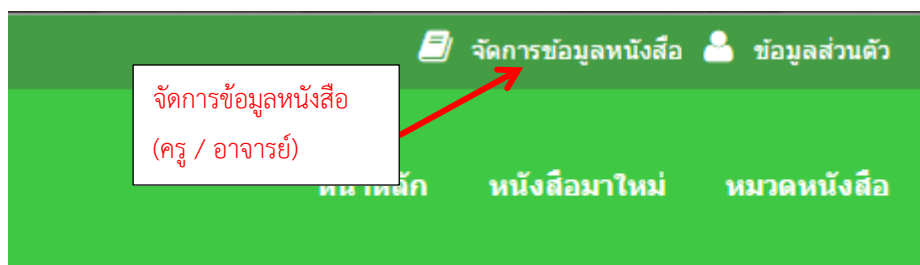 จัดการข้อมูลหนังสือ ข้อมูลส่วนตัว
จัดการข้อมูลหนังสือ
(ครู / อาจารย์)
หนังสือมาใหม่ หมวดหนังสือ